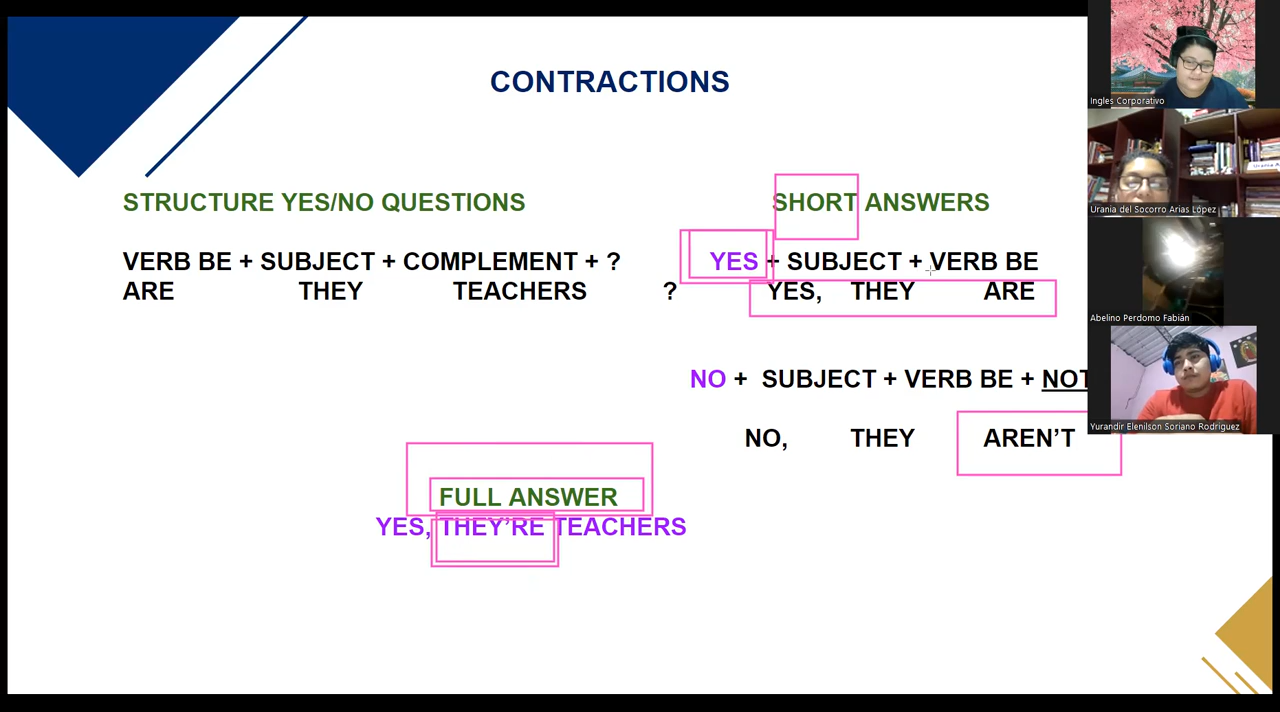 CONTRACTIONS
STRUCTURE YES/NO QUESTIONS
VERB BE + SUBJECT + COMPLEMENT + ?
ARE THEY TEACHERS ?
SHORT ANSWERS
YES + SUBJECT + VERB BE
YES, THEY ARE
NO + SUBJECT + VERB BE + NOT
NO, THEY AREN'T
FULL ANSWER
YES, THEY'RE TEACHERS
Ingles Corporativo
Urania del Socorro Arias López
Abelino Perdomo Fabián
Yurandir Elenilson Soriano Rodriguez